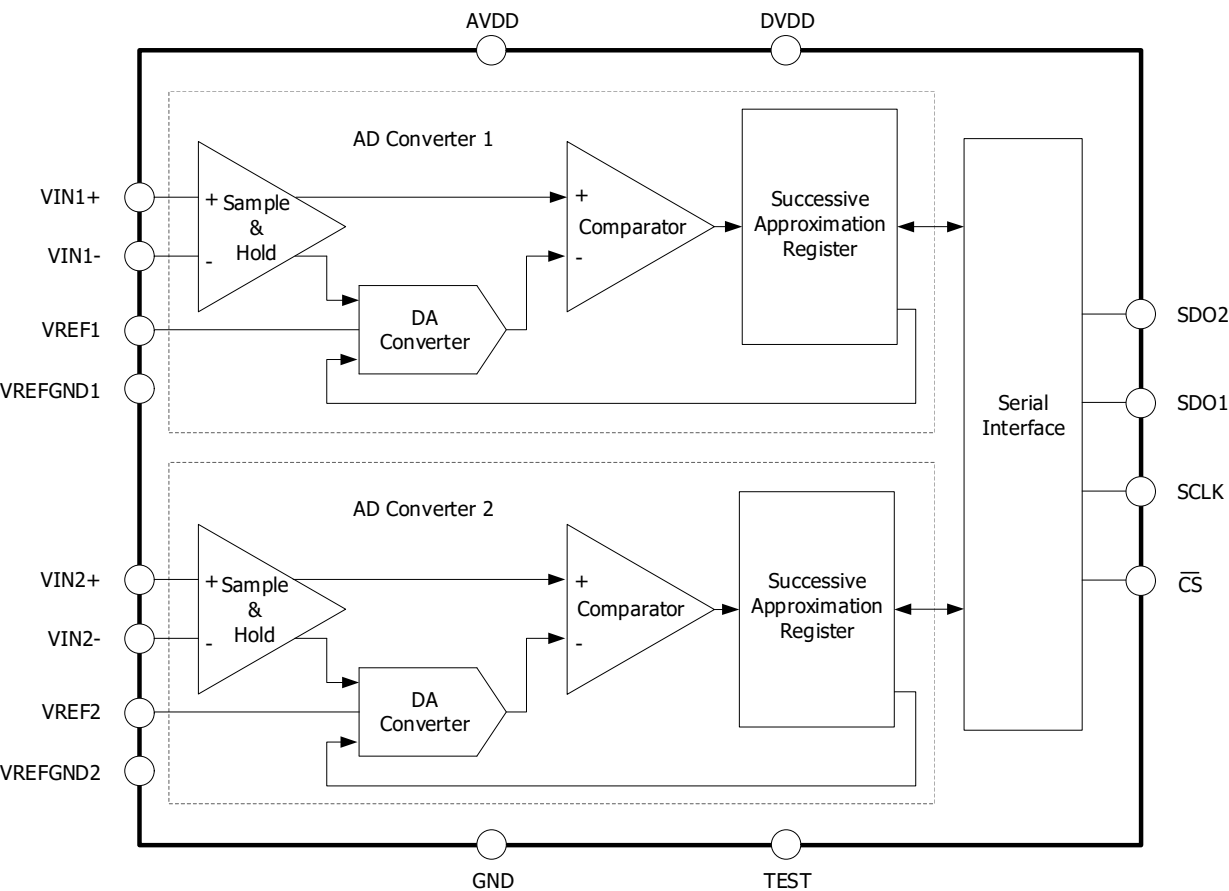 AVDD
DVDD
AD Converter 1
VIN1+
+
Sample
&
Hold
VIN1-
-
+
Comparator
-
Successive
Approximation
Register
VREF1
DA
Converter
VREFGND1
SDO2
SDO1
Serial
Interface
SCLK
CS
AD Converter 2
VIN2+
+
Sample
&
Hold
VIN2-
-
+
Comparator
-
Successive
Approximation
Register
VREF2
DA
Converter
VREFGND2
GND
TEST